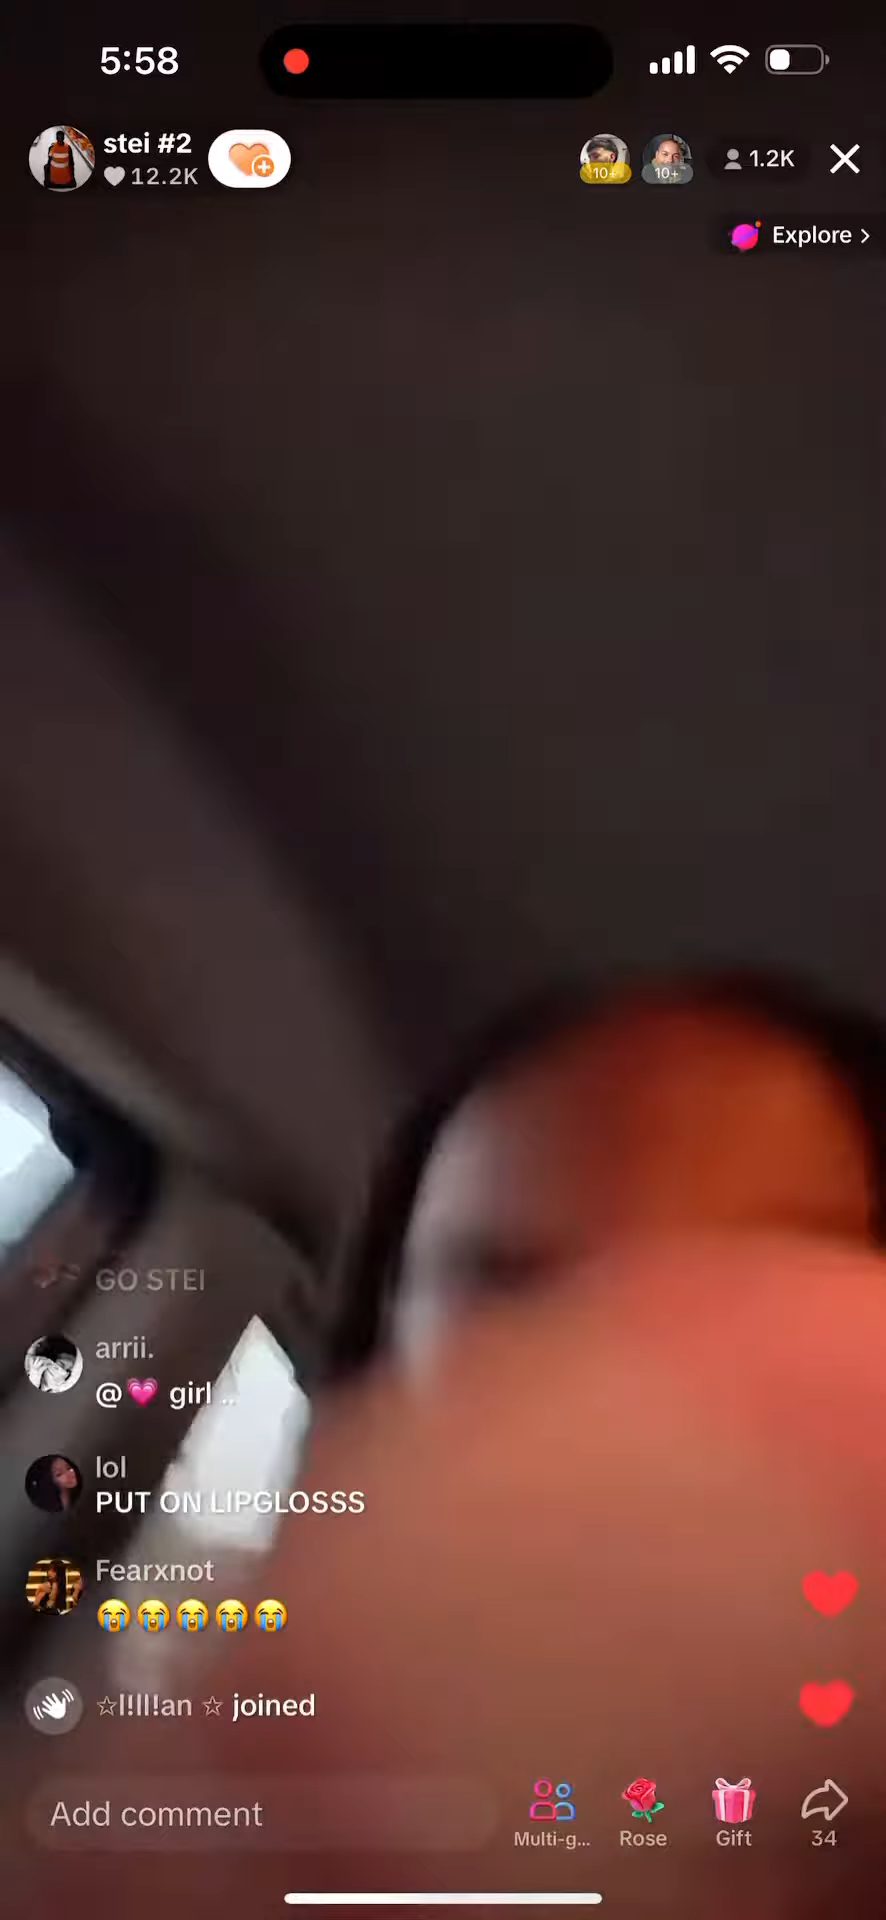 5:58
stei #2
12.2K
10+
10+
1.2K
Explore >
GO STEI
arrii.
@💗 girl ..
lol
PUT ON LIPGLOSSS
Fearxnot
😭😭😭😭😭
☆l!ll!an ☆ joined
Add comment
Multi-g...
Rose
Gift
34